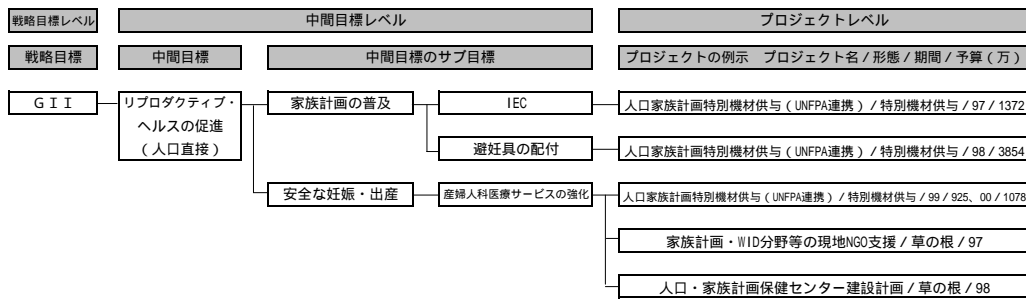 戦略目標レベル 中間目標レベル プロジェクトレベル
戦略目標 中間目標 中間目標のサブ目標 プロジェクトの例示 プロジェクト名/形態/期間/予算(万)
GII リプロダクティブ・ 家族計画の普及 IEC 人口家族計画特別機材供与(UNFPA連携)/特別機材供与/97/1372
ヘルスの促進
(人口直接) 避妊具の配付 人口家族計画特別機材供与(UNFPA連携)/特別機材供与/98/3854
安全な妊娠・出産 産婦人科医療サービスの強化 人口家族計画特別機材供与(UNFPA連携)/特別機材供与/99/925、00/1078
家族計画・WID分野等の現地NGO支援/草の根/97
人口・家族計画保健センター建設計画/草の根/98